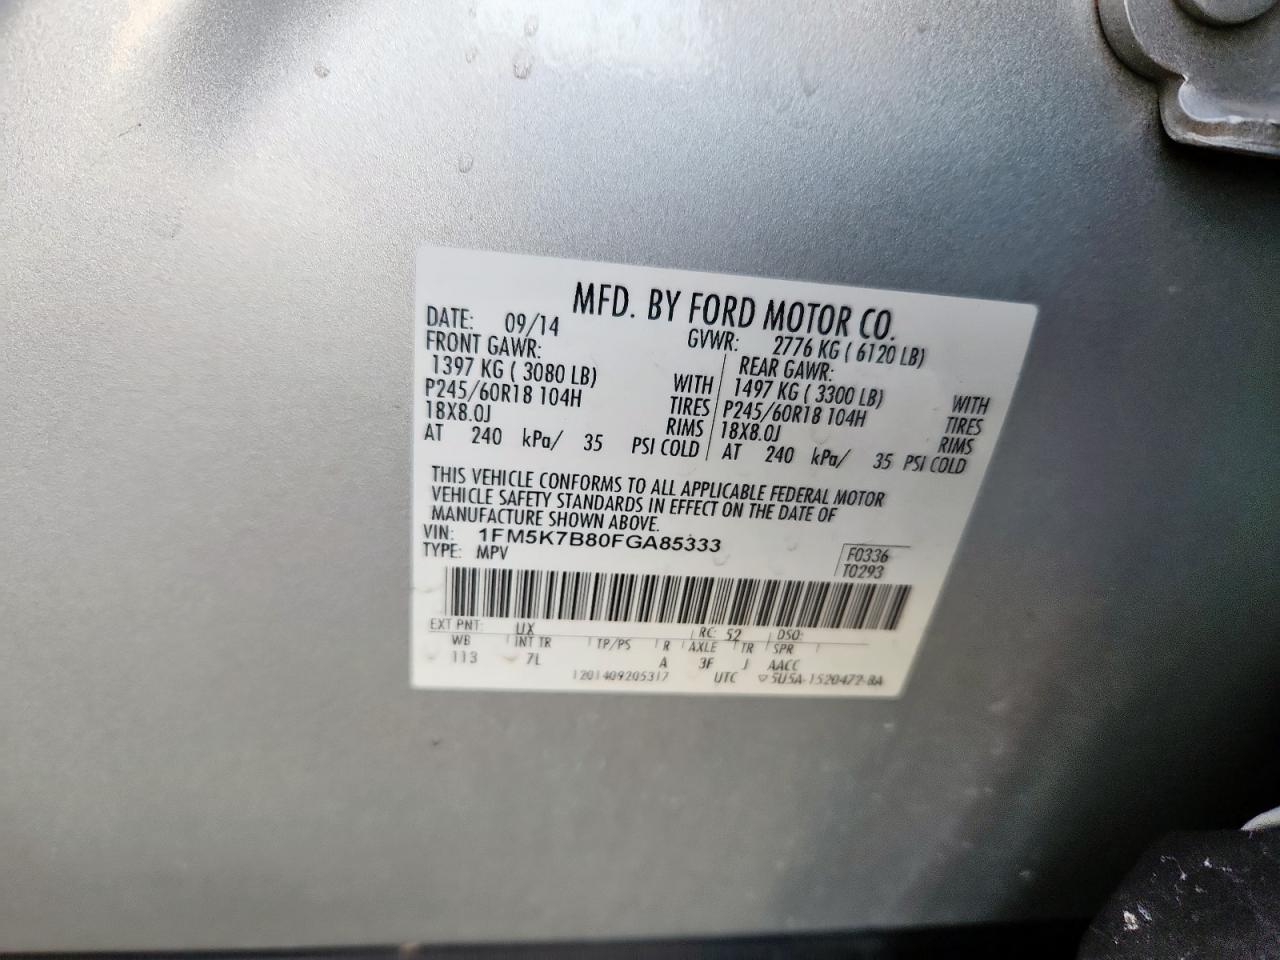 MFD. BY FORD MOTOR CO.
DATE: 09/14 GVWR: 2776 KG ( 6120 LB)
FRONT GAWR: REAR GAWR:
1397 KG ( 3080 LB) WITH 1497 KG ( 3300 LB) WITH
P245/60R18 104H TIRES P245/60R18 104H TIRES
18X8.0J RIMS 18X8.0J RIMS
AT 240 kPa/ 35 PSI COLD AT 240 kPa/ 35 PSI COLD
THIS VEHICLE CONFORMS TO ALL APPLICABLE FEDERAL MOTOR
VEHICLE SAFETY STANDARDS IN EFFECT ON THE DATE OF
MANUFACTURE SHOWN ABOVE.
VIN: 1FM5K7B80FGA85333
TYPE: MPV F0336
T0293
EXT PNT: UX RC: 52 DSO:
WB INT TR TP/PS R AXLE TR SPR
113 7L A 3F J AACC
1201409205317 UTC ▽5U5A-1520472-BA